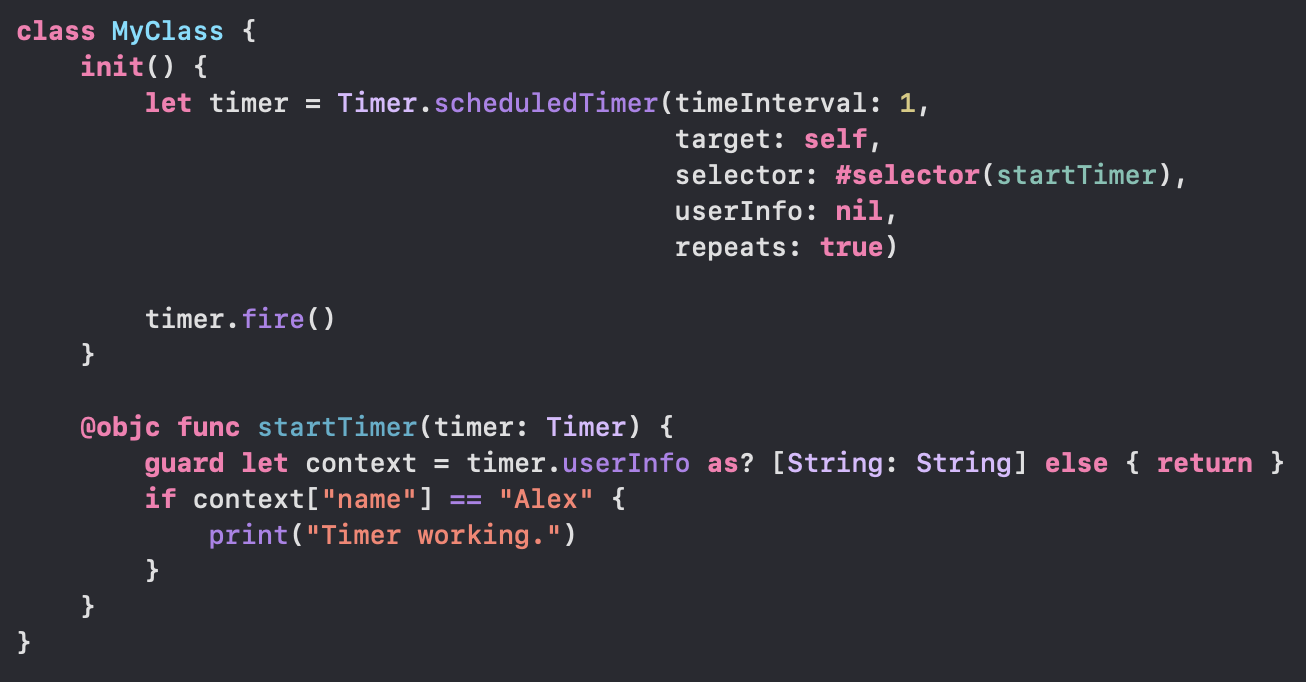 class MyClass {
    init() {
        let timer = Timer.scheduledTimer(timeInterval: 1,
                                         target: self,
                                         selector: #selector(startTimer),
                                         userInfo: nil,
                                         repeats: true)

        timer.fire()
    }

    @objc func startTimer(timer: Timer) {
        guard let context = timer.userInfo as? [String: String] else { return }
        if context["name"] == "Alex" {
            print("Timer working.")
        }
    }
}